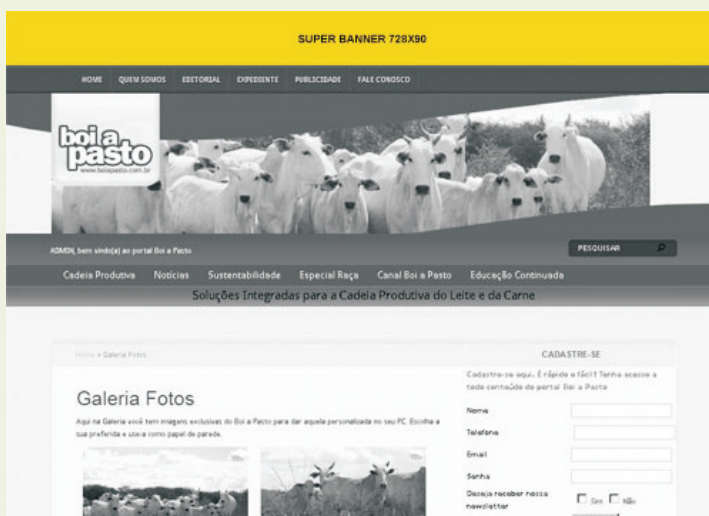 SUPER BANNER 728X90
HOME QUEM SOMOS EDITORIAL EXPEDIENTE PUBLICIDADE FALE CONOSCO
boi a
pasto
www.boiapasto.com.br
ADMIN, bem vindo(a) ao portal Boi a Pasto
PESQUISAR
Cadeia Produtiva Notícias Sustentabilidade Especial Raça Canal Boi a Pasto Educação Continuada
Soluções Integradas para a Cadeia Produtiva do Leite e da Carne
Home » Galeria Fotos
Galeria Fotos
Aqui na Galeria você tem imagens exclusivas do Boi a Pasto para dar aquela personalizada no seu PC. Escolha a
sua preferida e use-a como papel de parede.
CADASTRE-SE
Cadastre-se aqui. É rápido e fácil! Tenha acesso a
todo conteúdo do portal Boi a Pasto
Nome
Telefone
Email
Senha
Deseja receber nossa
newsletter
Sim Não